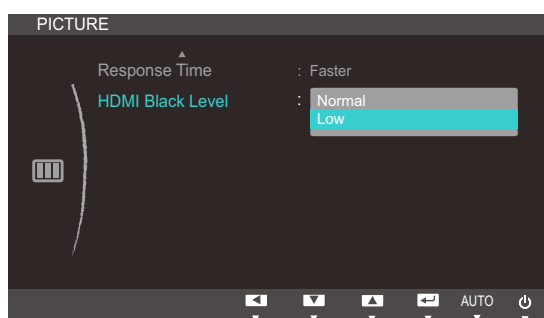 PICTURE
Response Time : Faster
HDMI Black Level : Normal
Low
AUTO